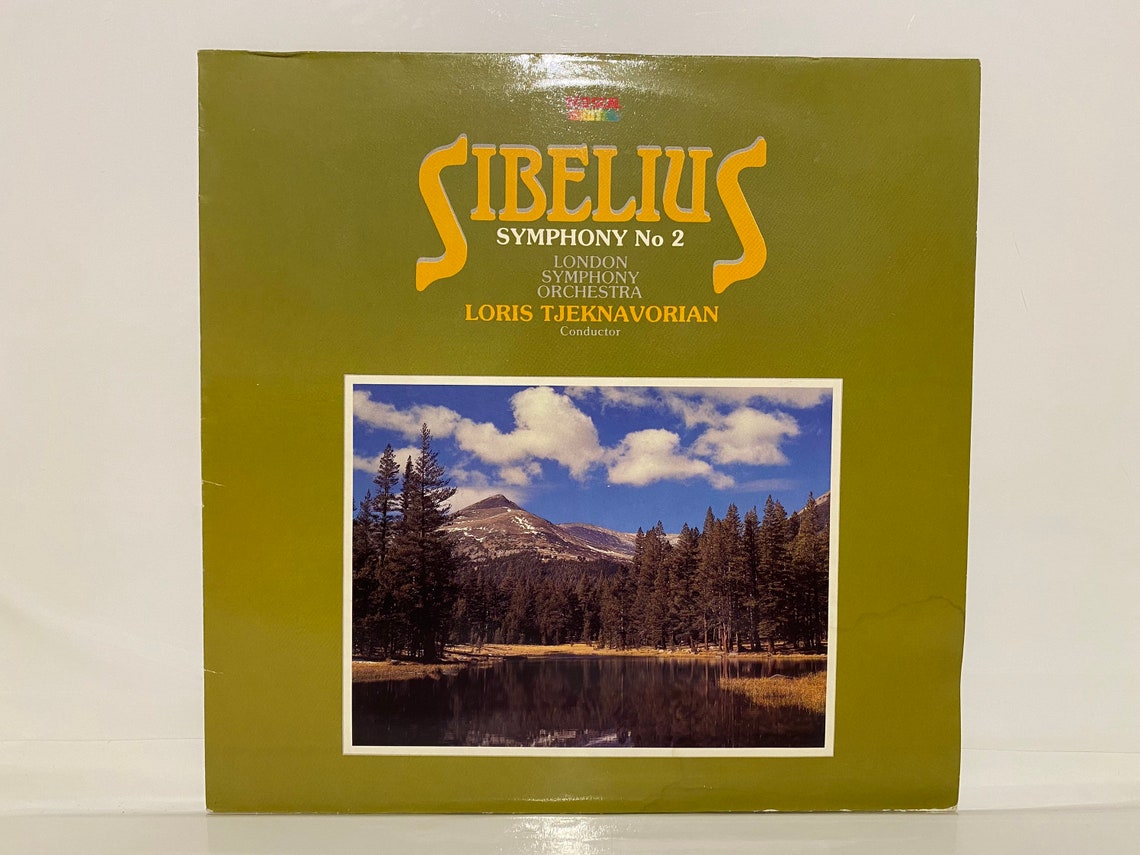 SIBELIUS
SYMPHONY No 2
LONDON
SYMPHONY
ORCHESTRA
LORIS TJEKNAVORIAN
Conductor